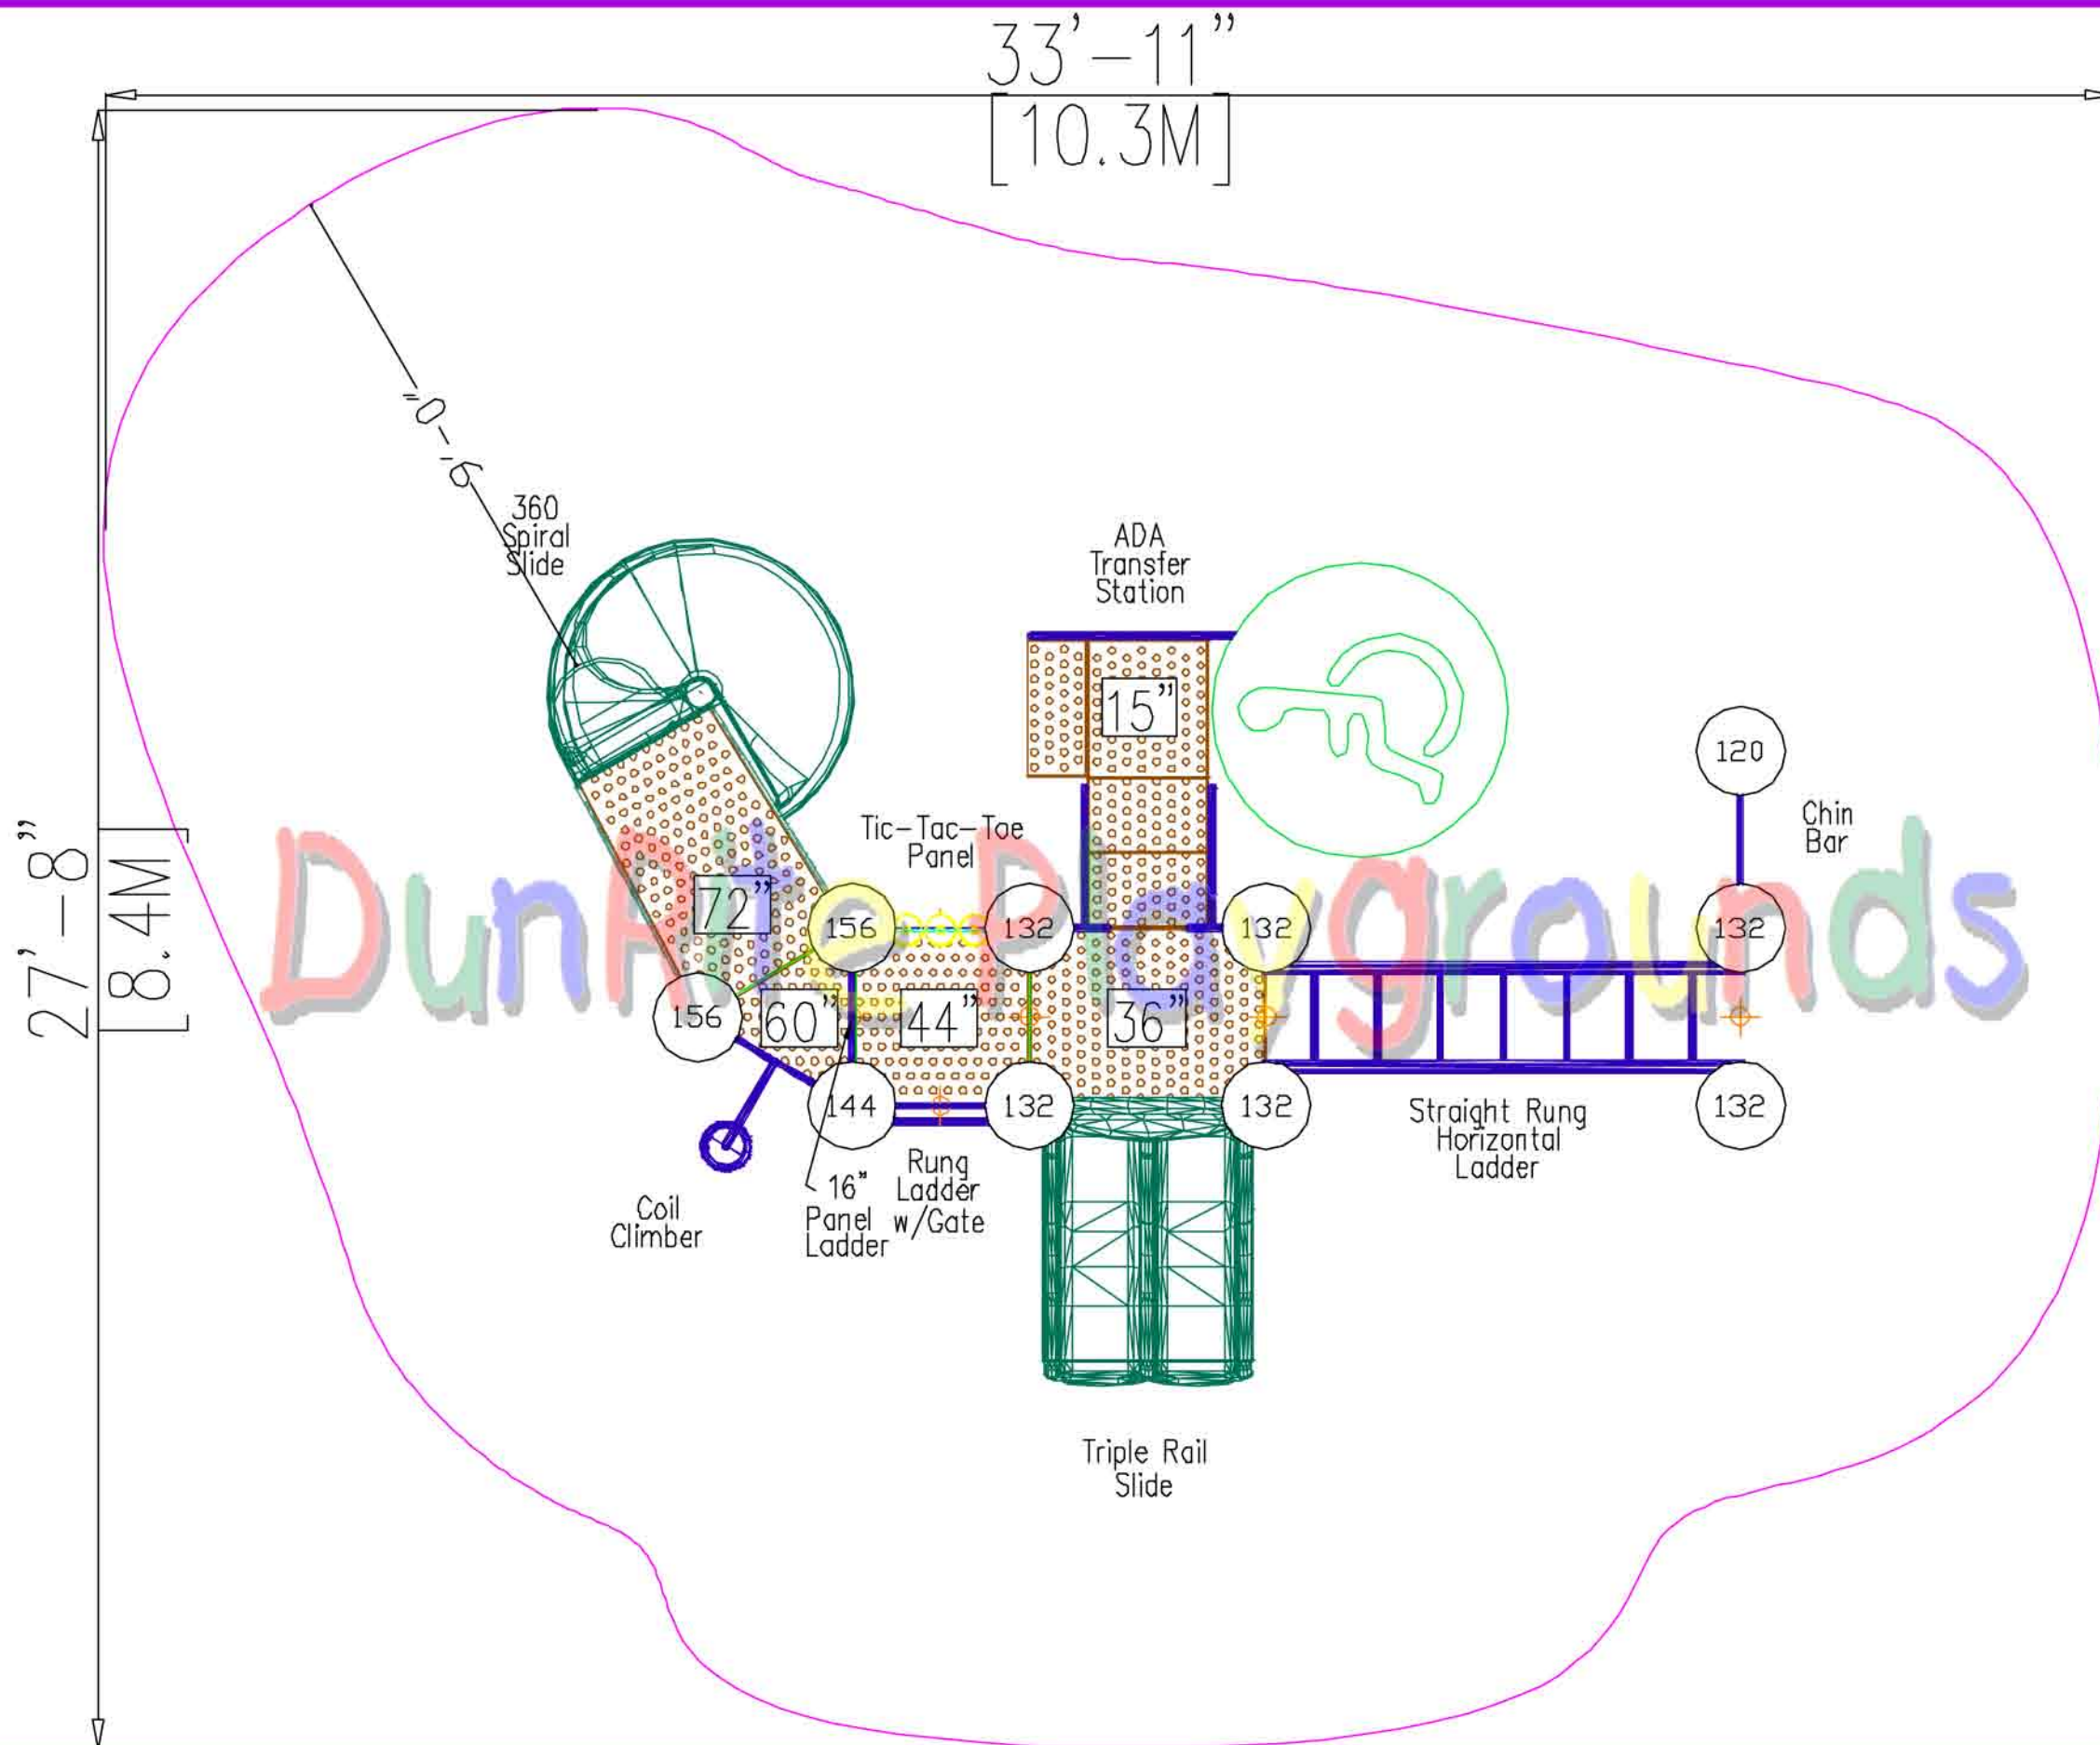 33'-11"
[10.3M]
27'-8"
[8.4M]
6'-0"
360
Spiral
Slide
ADA
Transfer
Station
15"
120
Chin
Bar
Tic-Tac-Toe
Panel
DunRite Playgrounds
72"
156
132
132
132
156
60"
44"
36"
144
132
132
132
Straight Rung
Horizontal
Ladder
16"
Panel
Ladder
Rung
Ladder
w/Gate
Coil
Climber
Triple Rail
Slide